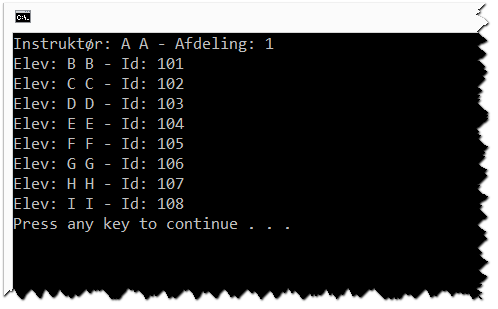 Instruktør: A A - Afdeling: 1
Elev: B B - Id: 101
Elev: C C - Id: 102
Elev: D D - Id: 103
Elev: E E - Id: 104
Elev: F F - Id: 105
Elev: G G - Id: 106
Elev: H H - Id: 107
Elev: I I - Id: 108
Press any key to continue . . .